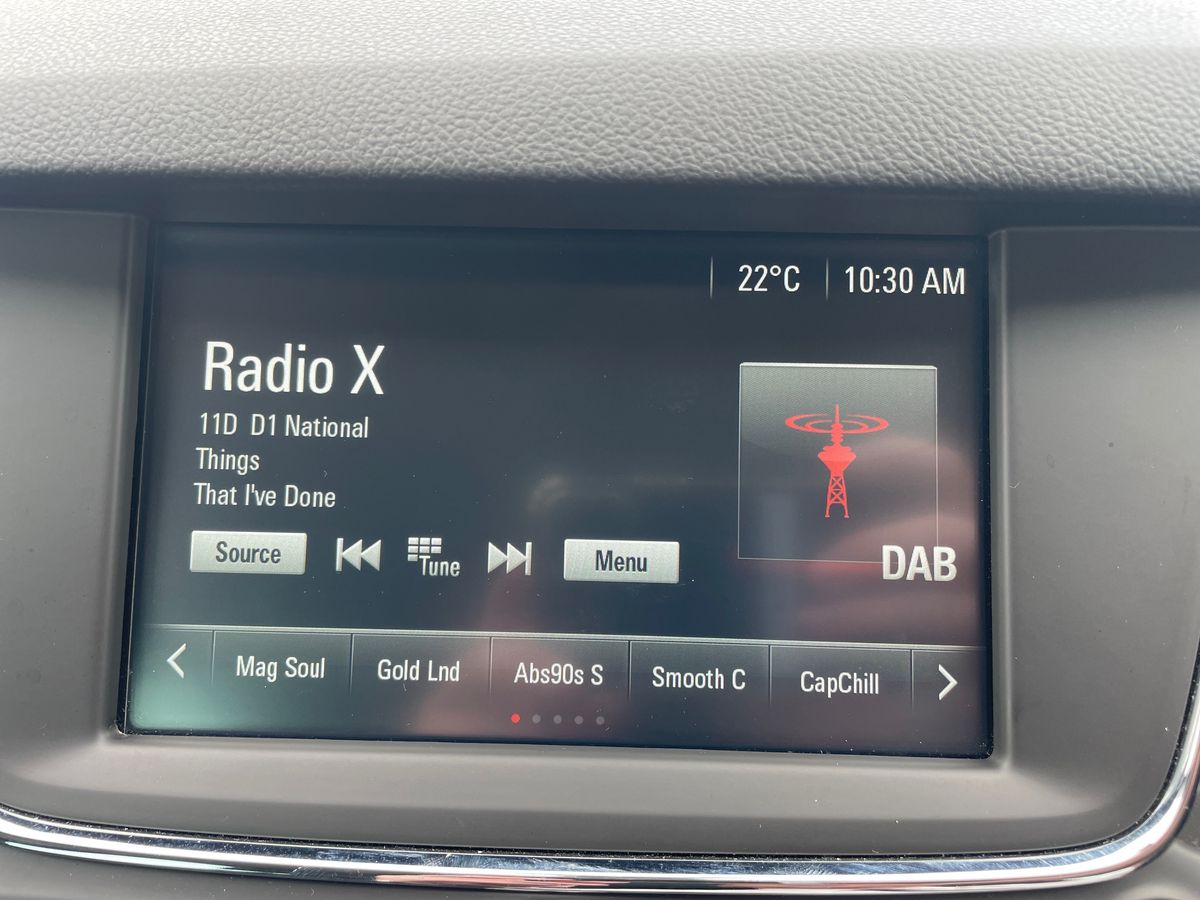 22°C 10:30 AM
Radio X
11D D1 National
Things
That I've Done
Source Tune Menu
DAB
Mag Soul Gold Lnd Abs90s S Smooth C CapChill